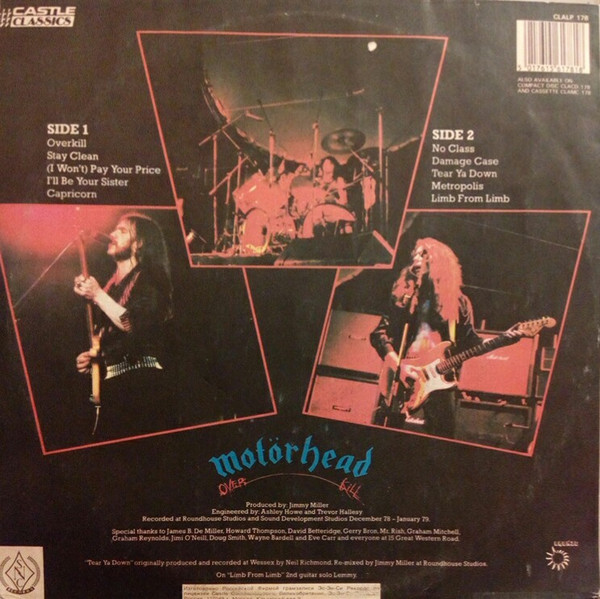 CASTLE
CLASSICS
CLALP 178
5 017615 817818
ALSO AVAILABLE ON
COMPACT DISC CLACD 178
AND CASSETTE CLAMC 178
SIDE 1
Overkill
Stay Clean
(I Won't) Pay Your Price
I'll Be Your Sister
Capricorn
SIDE 2
No Class
Damage Case
Tear Ya Down
Metropolis
Limb From Limb
motörhead
OVER KILL
Produced by: Jimmy Miller
Engineered by: Ashley Howe and Trevor Hallesy
Recorded at Roundhouse Studios and Sound Development Studios December 78 – January 79.
Special thanks to James B. De Miller, Howard Thompson, David Betteridge, Gerry Bron, Mr. Rish, Graham Mitchell,
Graham Reynolds, Jimi O'Neill, Doug Smith, Wayne Bardell and Eve Carr and everyone at 15 Great Western Road.
"Tear Ya Down" originally produced and recorded at Wessex by Neil Richmond. Re-mixed by Jimmy Miller at Roundhouse Studios.
On "Limb From Limb" 2nd guitar solo Lemmy.